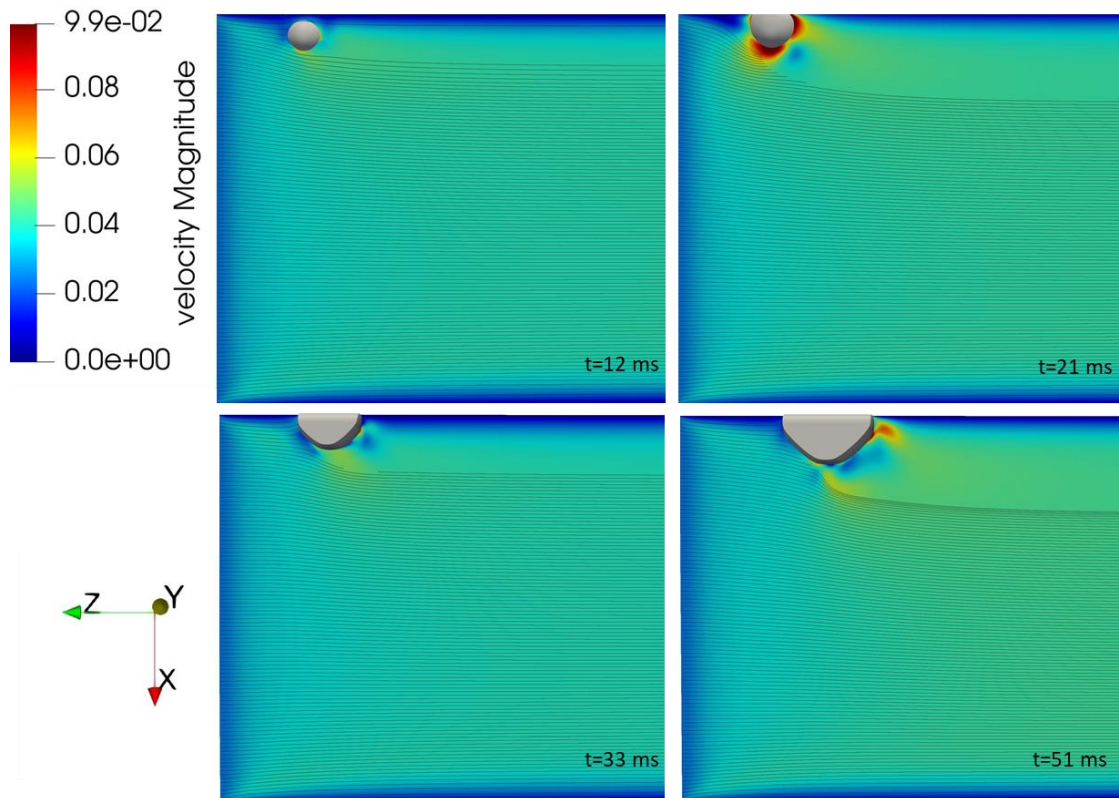 9.9e-02
0.08
0.06
0.04
0.02
0.0e+00
velocity Magnitude
t=12 ms
t=21 ms
t=33 ms
t=51 ms
Z
Y
X